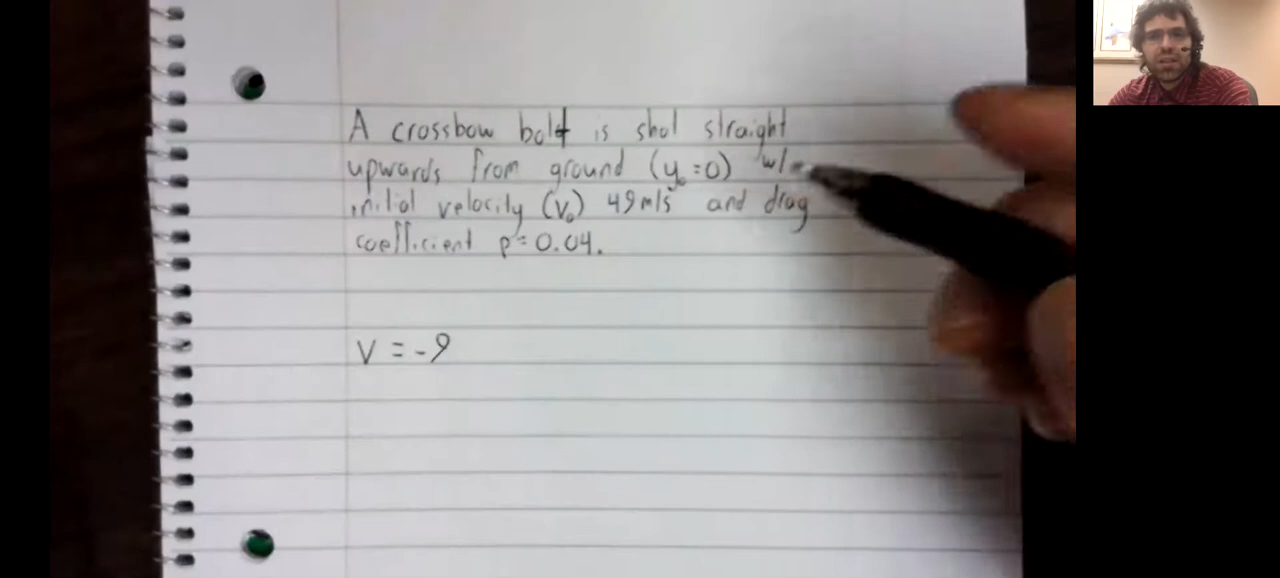 A crossbow bolt is shot straight
upwards from ground (y₀=0) w/
initial velocity (v₀) 49m/s and drag
coefficient ρ=0.04.
v = -9